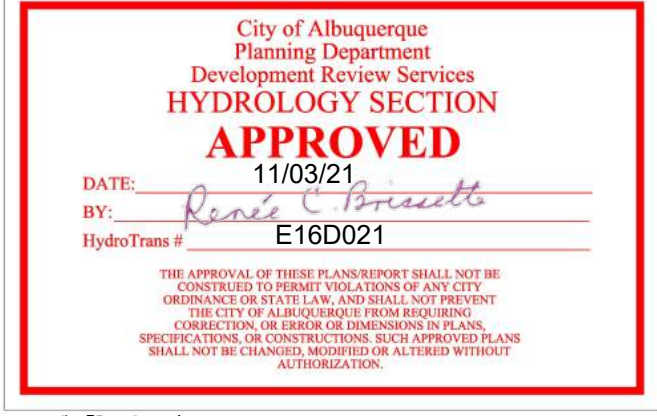 City of Albuquerque
Planning Department
Development Review Services
HYDROLOGY SECTION
APPROVED
DATE: 11/03/21
BY: Renée C. Brissette
HydroTrans # E16D021
THE APPROVAL OF THESE PLANS/REPORT SHALL NOT BE
CONSTRUED TO PERMIT VIOLATIONS OF ANY CITY
ORDINANCE OR STATE LAW, AND SHALL NOT PREVENT
THE CITY OF ALBUQUERQUE FROM REQUIRING
CORRECTION, OR ERROR OR DIMENSIONS IN PLANS,
SPECIFICATIONS, OR CONSTRUCTIONS. SUCH APPROVED PLANS
SHALL NOT BE CHANGED, MODIFIED OR ALTERED WITHOUT
AUTHORIZATION.